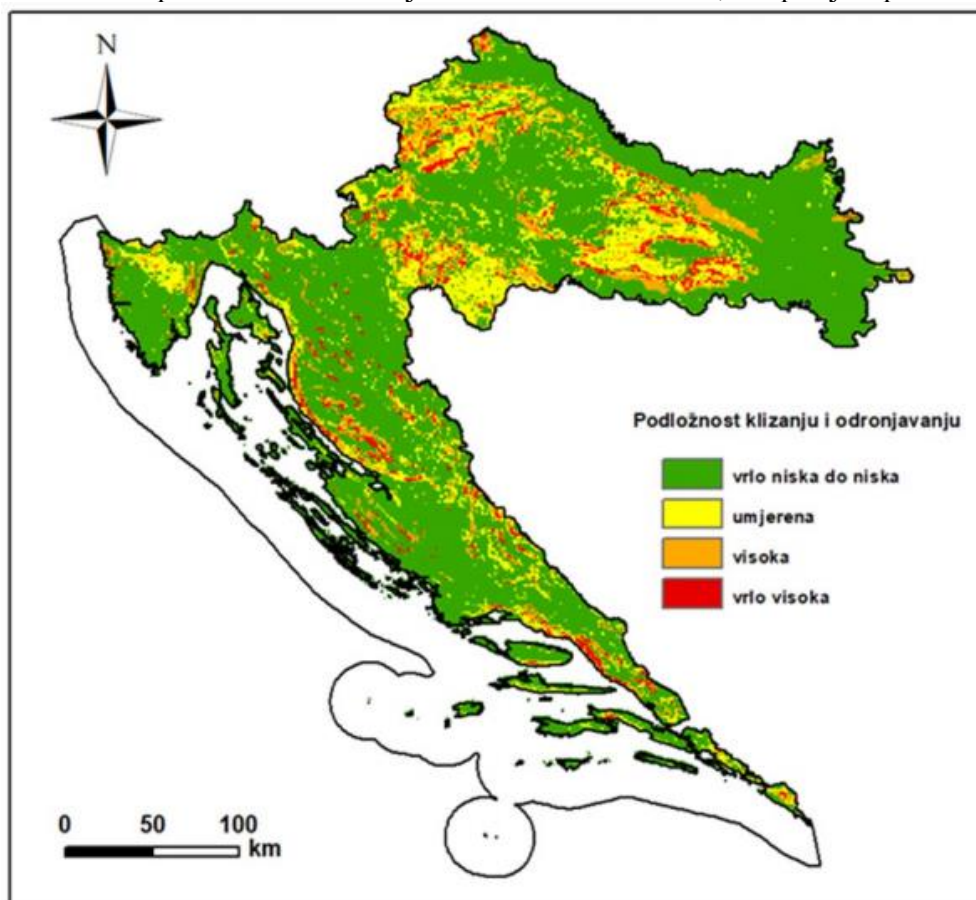 N
Podložnost klizanju i odronjavanju
vrlo niska do niska
umjerena
visoka
vrlo visoka
0 50 100
km